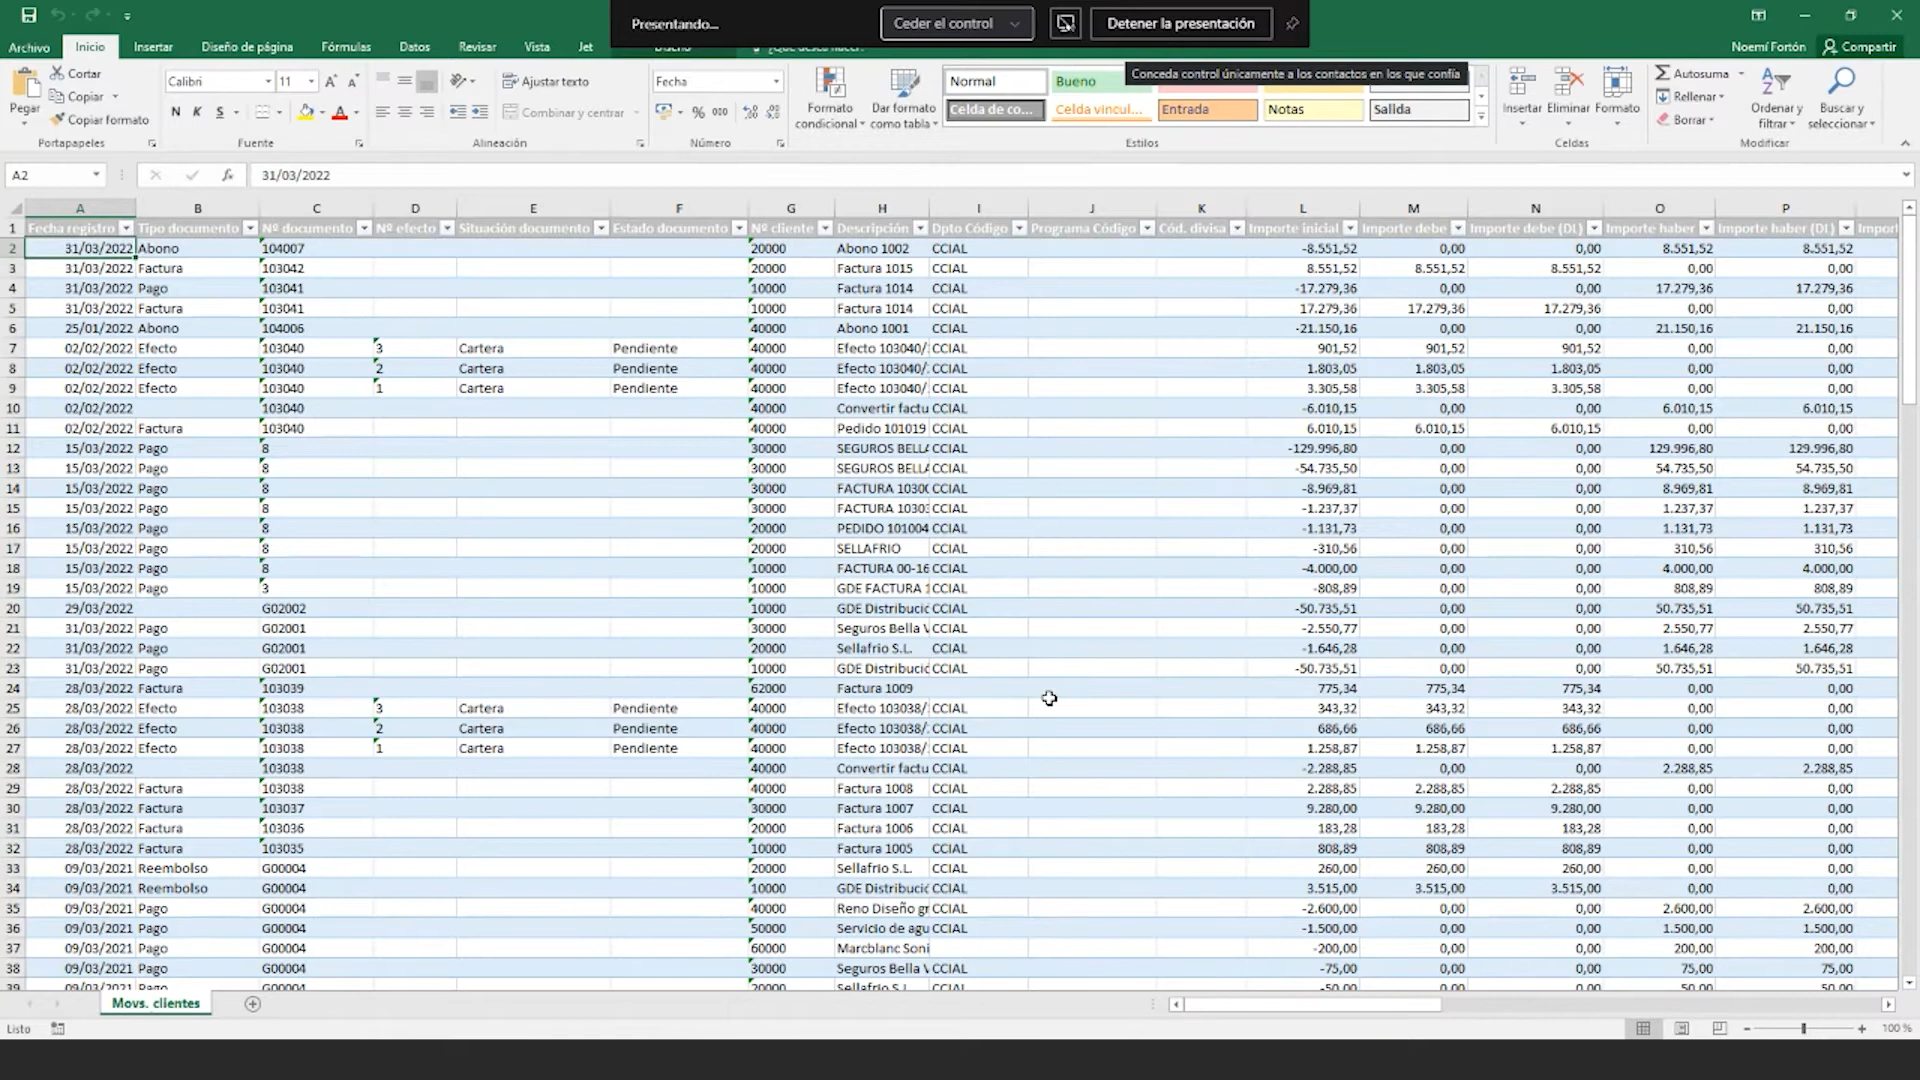 Presentando...
Ceder el control
Detener la presentación
Archivo Inicio Insertar Diseño de página Fórmulas Datos Revisar Vista Jet
Noemí Fortón Compartir
Conceda control únicamente a los contactos en los que confía
Pegar Cortar
Copiar
Copiar formato
Portapapeles
Calibri 11
N K S
Fuente
Ajustar texto
Combinar y centrar
Alineación
Fecha
% 000
Número
Formato condicional
Dar formato como tabla
Normal Bueno
Celda de co... Celda vincul... Entrada Notas Salida
Estilos
Insertar Eliminar Formato
Celdas
Autosuma
Rellenar
Borrar
Ordenar y filtrar
Buscar y seleccionar
Modificar
A2 fx 31/03/2022
A B C D E F G H I J K L M N O P
1 Fecha registro Tipo documento Nº documento Nº efecto Situación documento Estado documento Nº cliente Descripción Dpto Código Programa Código Cód. divisa Importe inicial Importe debe Importe debe (DL) Importe haber Importe haber (DL)
2 31/03/2022 Abono 104007 20000 Abono 1002 CCIAL -8.551,52 0,00 0,00 8.551,52 8.551,52
3 31/03/2022 Factura 103042 20000 Factura 1015 CCIAL 8.551,52 8.551,52 8.551,52 0,00 0,00
4 31/03/2022 Pago 103041 10000 Factura 1014 CCIAL -17.279,36 0,00 0,00 17.279,36 17.279,36
5 31/03/2022 Factura 103041 10000 Factura 1014 CCIAL 17.279,36 17.279,36 17.279,36 0,00 0,00
6 25/01/2022 Abono 104006 40000 Abono 1001 CCIAL -21.150,16 0,00 0,00 21.150,16 21.150,16
7 02/02/2022 Efecto 103040 3 Cartera Pendiente 40000 Efecto 103040/ CCIAL 901,52 901,52 901,52 0,00 0,00
8 02/02/2022 Efecto 103040 2 Cartera Pendiente 40000 Efecto 103040/ CCIAL 1.803,05 1.803,05 1.803,05 0,00 0,00
9 02/02/2022 Efecto 103040 1 Cartera Pendiente 40000 Efecto 103040/ CCIAL 3.305,58 3.305,58 3.305,58 0,00 0,00
10 02/02/2022 103040 40000 Convertir factu CCIAL -6.010,15 0,00 0,00 6.010,15 6.010,15
11 02/02/2022 Factura 103040 40000 Pedido 101019 CCIAL 6.010,15 6.010,15 6.010,15 0,00 0,00
12 15/03/2022 Pago 8 30000 SEGUROS BELLA CCIAL -129.996,80 0,00 0,00 129.996,80 129.996,80
13 15/03/2022 Pago 8 30000 SEGUROS BELLA CCIAL -54.735,50 0,00 0,00 54.735,50 54.735,50
14 15/03/2022 Pago 8 30000 FACTURA 1030 CCIAL -8.969,81 0,00 0,00 8.969,81 8.969,81
15 15/03/2022 Pago 8 30000 FACTURA 1030 CCIAL -1.237,37 0,00 0,00 1.237,37 1.237,37
16 15/03/2022 Pago 8 20000 PEDIDO 101004 CCIAL -1.131,73 0,00 0,00 1.131,73 1.131,73
17 15/03/2022 Pago 8 20000 SELLAFRIO CCIAL -310,56 0,00 0,00 310,56 310,56
18 15/03/2022 Pago 8 10000 FACTURA 00-16 CCIAL -4.000,00 0,00 0,00 4.000,00 4.000,00
19 15/03/2022 Pago 3 10000 GDE FACTURA 1 CCIAL -808,89 0,00 0,00 808,89 808,89
20 29/03/2022 G02002 10000 GDE Distribució CCIAL -50.735,51 0,00 0,00 50.735,51 50.735,51
21 31/03/2022 Pago G02001 30000 Seguros Bella V CCIAL -2.550,77 0,00 0,00 2.550,77 2.550,77
22 31/03/2022 Pago G02001 20000 Sellafrio S.L. CCIAL -1.646,28 0,00 0,00 1.646,28 1.646,28
23 31/03/2022 Pago G02001 10000 GDE Distribució CCIAL -50.735,51 0,00 0,00 50.735,51 50.735,51
24 28/03/2022 Factura 103039 62000 Factura 1009 775,34 775,34 775,34 0,00 0,00
25 28/03/2022 Efecto 103038 3 Cartera Pendiente 40000 Efecto 103038/ CCIAL 343,32 343,32 343,32 0,00 0,00
26 28/03/2022 Efecto 103038 2 Cartera Pendiente 40000 Efecto 103038/ CCIAL 686,66 686,66 686,66 0,00 0,00
27 28/03/2022 Efecto 103038 1 Cartera Pendiente 40000 Efecto 103038/ CCIAL 1.258,87 1.258,87 1.258,87 0,00 0,00
28 28/03/2022 103038 40000 Convertir factu CCIAL -2.288,85 0,00 0,00 2.288,85 2.288,85
29 28/03/2022 Factura 103038 40000 Factura 1008 CCIAL 2.288,85 2.288,85 2.288,85 0,00 0,00
30 28/03/2022 Factura 103037 30000 Factura 1007 CCIAL 9.280,00 9.280,00 9.280,00 0,00 0,00
31 28/03/2022 Factura 103036 20000 Factura 1006 CCIAL 183,28 183,28 183,28 0,00 0,00
32 28/03/2022 Factura 103035 10000 Factura 1005 CCIAL 808,89 808,89 808,89 0,00 0,00
33 09/03/2021 Reembolso G00004 20000 Sellafrio S.L. CCIAL 260,00 260,00 260,00 0,00 0,00
34 09/03/2021 Reembolso G00004 10000 GDE Distribució CCIAL 3.515,00 3.515,00 3.515,00 0,00 0,00
35 09/03/2021 Pago G00004 40000 Reno Diseño gr CCIAL -2.600,00 0,00 0,00 2.600,00 2.600,00
36 09/03/2021 Pago G00004 50000 Servicio de agu CCIAL -1.500,00 0,00 0,00 1.500,00 1.500,00
37 09/03/2021 Pago G00004 60000 Marcblanc Soni -200,00 0,00 0,00 200,00 200,00
38 09/03/2021 Pago G00004 30000 Seguros Bella V CCIAL -75,00 0,00 0,00 75,00 75,00
39 09/03/2021 Pago G00004 20000 Sellafrio S.L. CCIAL -50,00 0,00 0,00 50,00 50,00
Movs. clientes
Listo 100 %